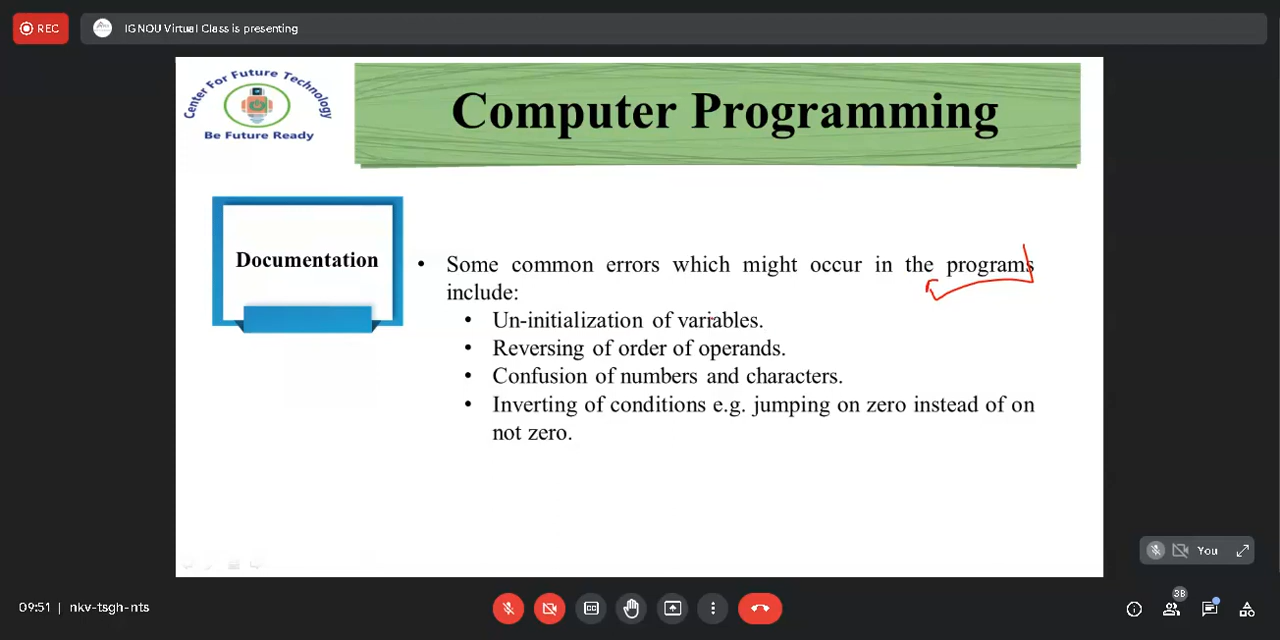 REC
IGNOU Virtual Class is presenting
Center For Future Technology
Be Future Ready
Computer Programming
Documentation
• Some common errors which might occur in the programs
include:
• Un-initialization of variables.
• Reversing of order of operands.
• Confusion of numbers and characters.
• Inverting of conditions e.g. jumping on zero instead of on
not zero.
You
09:51 | nkv-tsgh-nts
38